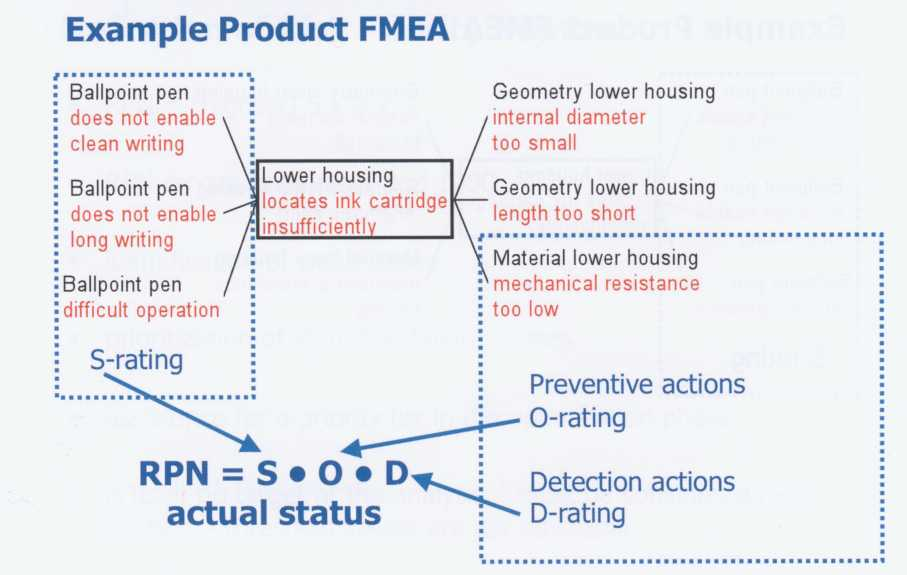 Example Product FMEA
Ballpoint pen
does not enable
clean writing
Ballpoint pen
does not enable
long writing
Ballpoint pen
difficult operation
S-rating
Lower housing
locates ink cartridge
insufficiently
Geometry lower housing
internal diameter
too small
Geometry lower housing
length too short
Material lower housing
mechanical resistance
too low
Preventive actions
O-rating
Detection actions
D-rating
RPN = S • O • D
actual status